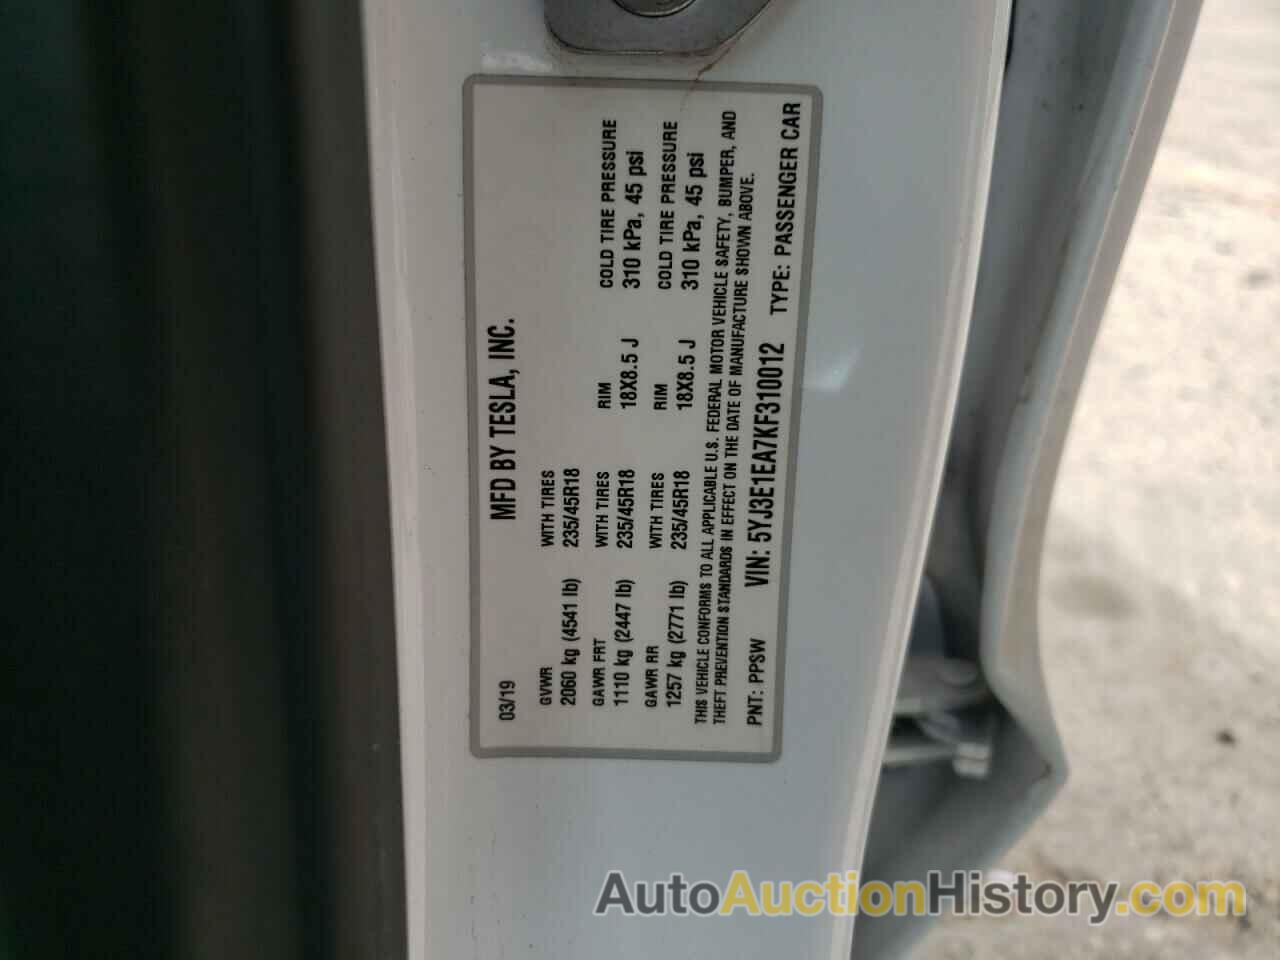 MFD BY TESLA, INC.
03/19
GVWR WITH TIRES
2060 kg (4541 lb) 235/45R18
GAWR FRT WITH TIRES RIM COLD TIRE PRESSURE
1110 kg (2447 lb) 235/45R18 18X8.5 J 310 kPa, 45 psi
GAWR RR WITH TIRES RIM COLD TIRE PRESSURE
1257 kg (2771 lb) 235/45R18 18X8.5 J 310 kPa, 45 psi
THIS VEHICLE CONFORMS TO ALL APPLICABLE U.S. FEDERAL MOTOR VEHICLE SAFETY, BUMPER, AND
THEFT PREVENTION STANDARDS IN EFFECT ON THE DATE OF MANUFACTURE SHOWN ABOVE.
PNT: PPSW VIN: 5YJ3E1EA7KF310012 TYPE: PASSENGER CAR
AutoAuctionHistory.com